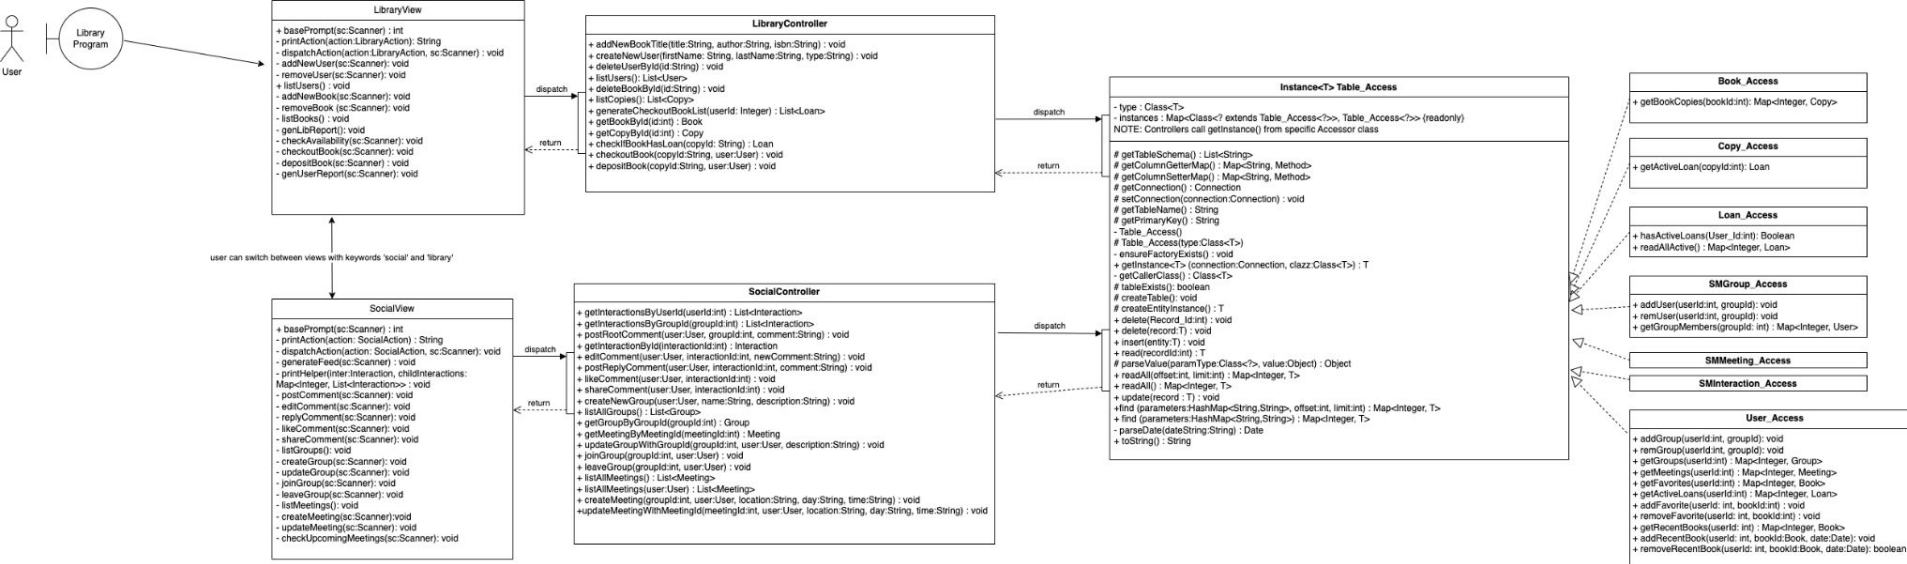 User
Library
Program
LibraryView
+ basePrompt(sc:Scanner) : int
- printAction(action:LibraryAction): String
- dispatchAction(action:LibraryAction, sc:Scanner) : void
- addNewUser(sc:Scanner): void
- removeUser(sc:Scanner): void
+ listUsers() : void
- addNewBook(sc:Scanner): void
- removeBook (sc:Scanner): void
- listBooks() : void
- genLibReport(): void
- checkAvailability(sc:Scanner): void
- checkoutBook(sc:Scanner): void
- depositBook(sc:Scanner): void
- genUserReport(sc:Scanner): void
dispatch
return
LibraryController
+ addNewBookTitle(title:String, author:String, isbn:String) : void
+ createNewUser(firstName: String, lastName:String, type:String) : void
+ deleteUserById(id:String) : void
+ listUsers(): List<User>
+ deleteBookById(id:String) : void
+ listCopies(): List<Copy>
+ generateCheckoutBookList(userId: Integer) : List<Loan>
+ getBookById(id:int) : Book
+ getCopyById(id:int) : Copy
+ checkIfBookHasLoan(copyId: String) : Loan
+ checkoutBook(copyId:String, user:User) : void
+ depositBook(copyId:String, user:User) : void
dispatch
return
user can switch between views with keywords 'social' and 'library'
SocialView
+ basePrompt(sc:Scanner) : int
- printAction(action: SocialAction) : String
- dispatchAction(action: SocialAction, sc:Scanner): void
- generateFeed(sc:Scanner) : void
- printHelper(inter:Interaction, childInteractions:
Map<Integer, List<Interaction>> : void
- postComment(sc:Scanner): void
- editComment(sc:Scanner): void
- replyComment(sc:Scanner): void
- likeComment(sc:Scanner): void
- shareComment(sc:Scanner): void
- listGroups(): void
- createGroup(sc:Scanner): void
- updateGroup(sc:Scanner): void
- joinGroup(sc:Scanner): void
- leaveGroup(sc:Scanner): void
- listMeetings(): void
- createMeeting(sc:Scanner):void
- updateMeeting(sc:Scanner): void
- checkUpcomingMeetings(sc:Scanner): void
dispatch
return
SocialController
+ getInteractionsByUserId(userId:int) : List<Interaction>
+ getInteractionsByGroupId(groupId:int) : List<Interaction>
+ postRootComment(user:User, groupId:int, comment:String) : void
+ getInteractionById(interactionId:int) : Interaction
+ editComment(user:User, interactionId:int, newComment:String) : void
+ postReplyComment(user:User, interactionId:int, comment:String) : void
+ likeComment(user:User, interactionId:int) : void
+ shareComment(user:User, interactionId:int) : void
+ createNewGroup(user:User, name:String, description:String) : void
+ listAllGroups() : List<Group>
+ getGroupByGroupId(groupId:int) : Group
+ getMeetingByMeetingId(meetingId:int) : Meeting
+ updateGroupWithGroupId(groupId:int, user:User, description:String) : void
+ joinGroup(groupId:int, user:User) : void
+ leaveGroup(groupId:int, user:User) : void
+ listAllMeetings() : List<Meeting>
+ listAllMeetings(user:User) : List<Meeting>
+ createMeeting(groupId:int, user:User, location:String, day:String, time:String) : void
+updateMeetingWithMeetingId(meetingId:int, user:User, location:String, day:String, time:String) : void
dispatch
return
Instance<T> Table_Access
- type : Class<T>
- instances : Map<Class<? extends Table_Access<?>>, Table_Access<?>> {readonly}
NOTE: Controllers call getInstance() from specific Accessor class
# getTableSchema() : List<String>
# getColumnGetterMap() : Map<String, Method>
# getColumnSetterMap() : Map<String, Method>
# getConnection() : Connection
# setConnection(connection:Connection) : void
# getTableName() : String
# getPrimaryKey() : String
- Table_Access()
# Table_Access(type:Class<T>)
- ensureFactoryExists() : void
+ getInstance<T> (connection:Connection, clazz:Class<T>) : T
- getCallerClass() : Class<T>
# tableExists(): boolean
# createTable(): void
# createEntityInstance() : T
+ delete(Record_Id:int) : void
+ delete(record:T) : void
+ insert(entity:T) : void
+ read(recordId:int) : T
# parseValue(paramType:Class<?>, value:Object) : Object
+ readAll(offset:int, limit:int) : Map<Integer, T>
+ readAll() : Map<Integer, T>
+ update(record : T) : void
+find (parameters:HashMap<String,String>, offset:int, limit:int) : Map<Integer, T>
+ find (parameters:HashMap<String,String>) : Map<Integer, T>
- parseDate(dateString:String) : Date
+ toString() : String
Book_Access
+ getBookCopies(bookId:int): Map<Integer, Copy>
Copy_Access
+ getActiveLoan(copyId:int): Loan
Loan_Access
+ hasActiveLoans(User_Id:int): Boolean
+ readAllActive() : Map<Integer, Loan>
SMGroup_Access
+ addUser(userId:int, groupId): void
+ remUser(userId:int, groupId): void
+ getGroupMembers(groupId: int) : Map<Integer, User>
SMMeeting_Access
SMInteraction_Access
User_Access
+ addGroup(userId:int, groupId): void
+ remGroup(userId:int, groupId): void
+ getGroups(userId:int) : Map<Integer, Group>
+ getMeetings(userId:int) : Map<Integer, Meeting>
+ getFavorites(userId:int) : Map<Integer, Book>
+ getActiveLoans(userId:int) : Map<Integer, Loan>
+ addFavorite(userId: int, bookId:int) : void
+ removeFavorite(userId: int, bookId:int) : void
+ getRecentBooks(userId: int) : Map<Integer, Book>
+ addRecentBook(userId: int, bookId:Book, date:Date): void
+ removeRecentBook(userId: int, bookId:Book, date:Date): boolean